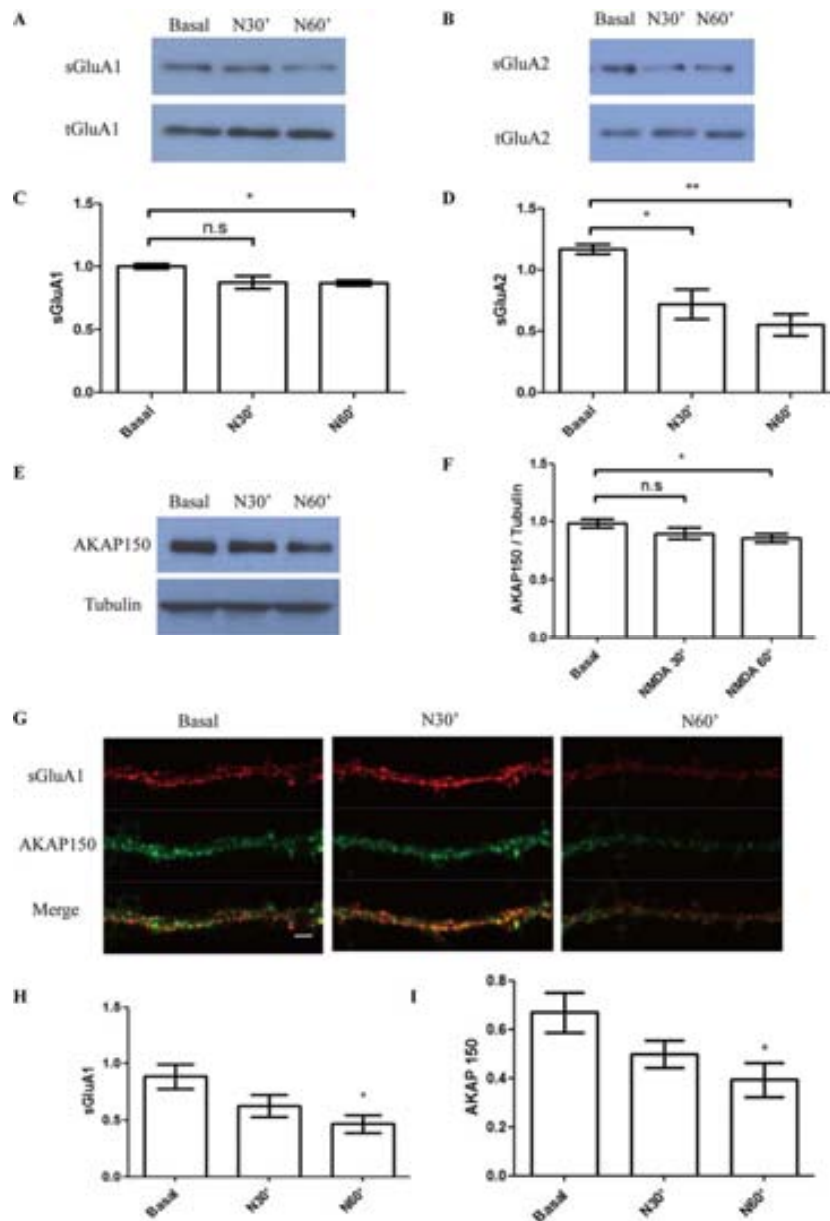 A
Basal N30' N60'
sGluA1
tGluA1
B
Basal N30' N60'
sGluA2
tGluA2
C
sGluA1
1.5
1.0
0.5
0.0
*
n.s
Basal
N30'
N60'
D
sGluA2
1.5
1.0
0.5
0.0
**
*
Basal
N30'
N60'
E
Basal N30' N60'
AKAP150
Tubulin
F
AKAP150 / Tubulin
1.5
1.0
0.5
0.0
*
n.s
Basal
NMDA 30'
NMDA 60'
G
Basal N30' N60'
sGluA1
AKAP150
Merge
H
sGluA1
1.5
1.0
0.5
0.0
*
Basal
N30'
N60'
I
AKAP 150
0.8
0.6
0.4
0.2
0.0
*
Basal
N30'
N60'